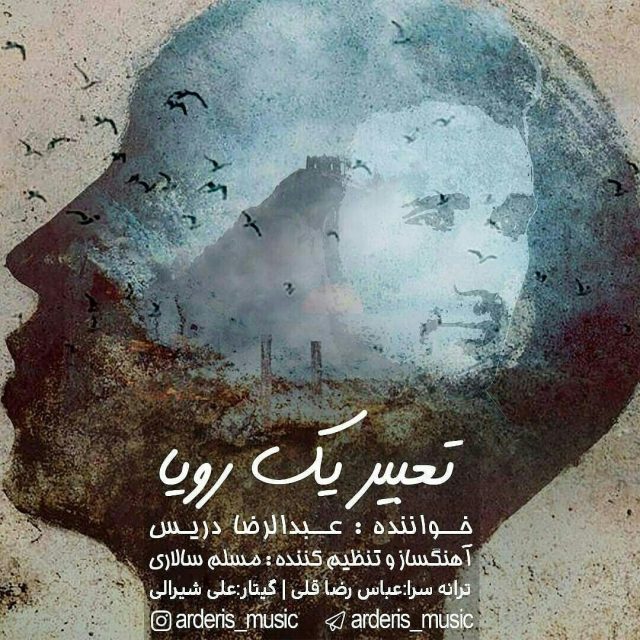 تعبیر یک رویا
خواننده : عبدالرضا دریس
آهنگساز و تنظیم کننده : مسلم سالاری
ترانه سرا:عباس رضا قلی | گیتار:علی شیرالی
arderis_music arderis_music